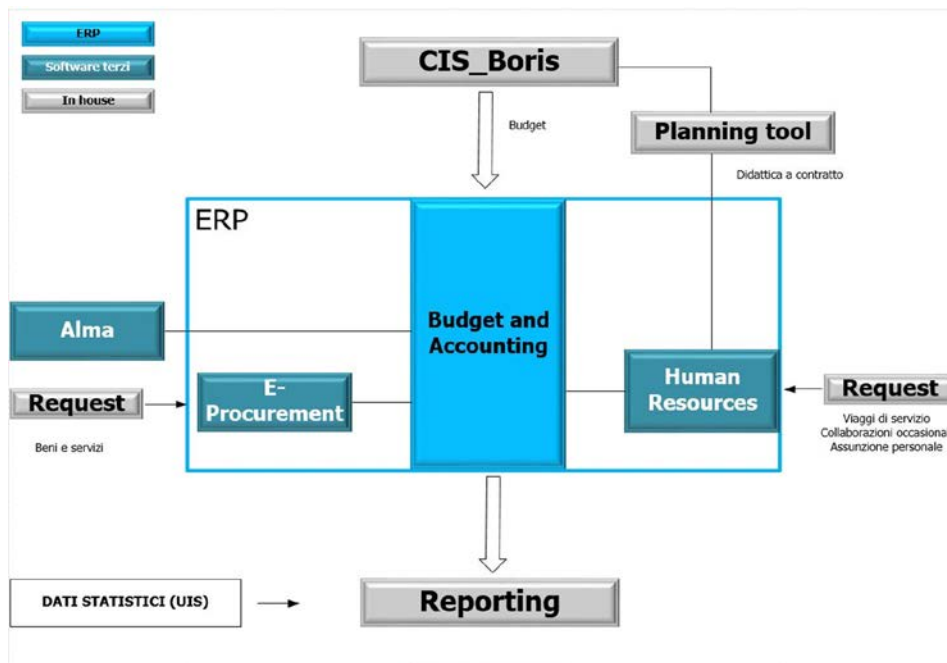 ERP
Software terzi
In house
CIS_Boris
Budget
Planning tool
Didattica a contratto
ERP
Budget and
Accounting
Alma
E-
Procurement
Human
Resources
Request
Beni e servizi
Request
Viaggi di servizio
Collaborazioni occasiona
Assunzione personale
DATI STATISTICI (UIS)
Reporting